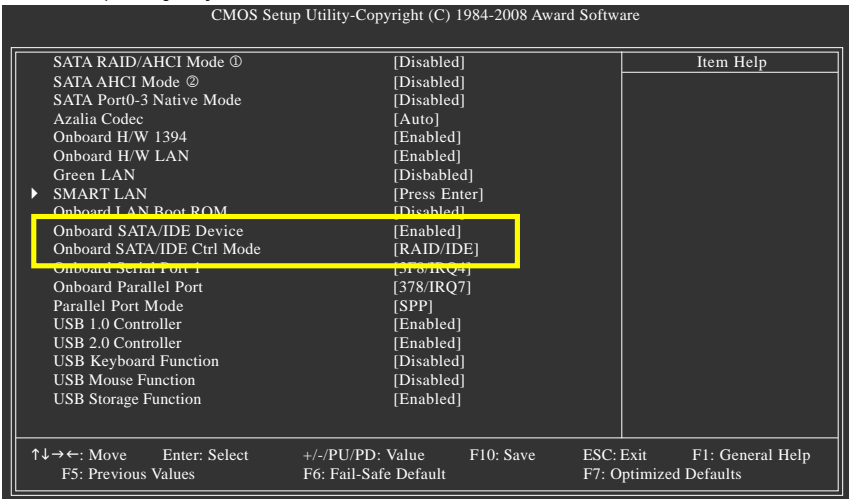 CMOS Setup Utility-Copyright (C) 1984-2008 Award Software
SATA RAID/AHCI Mode ① [Disabled] Item Help
SATA AHCI Mode ② [Disabled]
SATA Port0-3 Native Mode [Disabled]
Azalia Codec [Auto]
Onboard H/W 1394 [Enabled]
Onboard H/W LAN [Enabled]
Green LAN [Disbabled]
SMART LAN [Press Enter]
Onboard LAN Boot ROM [Disabled]
Onboard SATA/IDE Device [Enabled]
Onboard SATA/IDE Ctrl Mode [RAID/IDE]
Onboard Serial Port 1 [3F8/IRQ4]
Onboard Parallel Port [378/IRQ7]
Parallel Port Mode [SPP]
USB 1.0 Controller [Enabled]
USB 2.0 Controller [Enabled]
USB Keyboard Function [Disabled]
USB Mouse Function [Disabled]
USB Storage Function [Enabled]
↑↓→←: Move Enter: Select +/-/PU/PD: Value F10: Save ESC: Exit F1: General Help
F5: Previous Values F6: Fail-Safe Default F7: Optimized Defaults